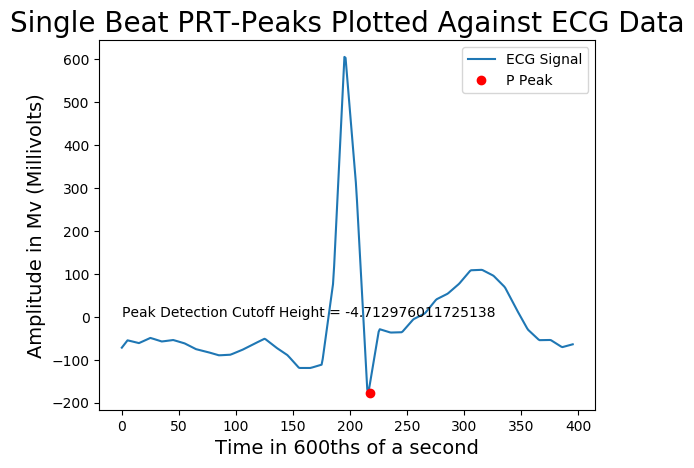 Single Beat PRT-Peaks Plotted Against ECG Data
ECG Signal
P Peak
Amplitude in Mv (Millivolts)
600
500
400
300
200
100
0
−100
−200
Peak Detection Cutoff Height = -4.712976011725138
0 50 100 150 200 250 300 350 400
Time in 600ths of a second